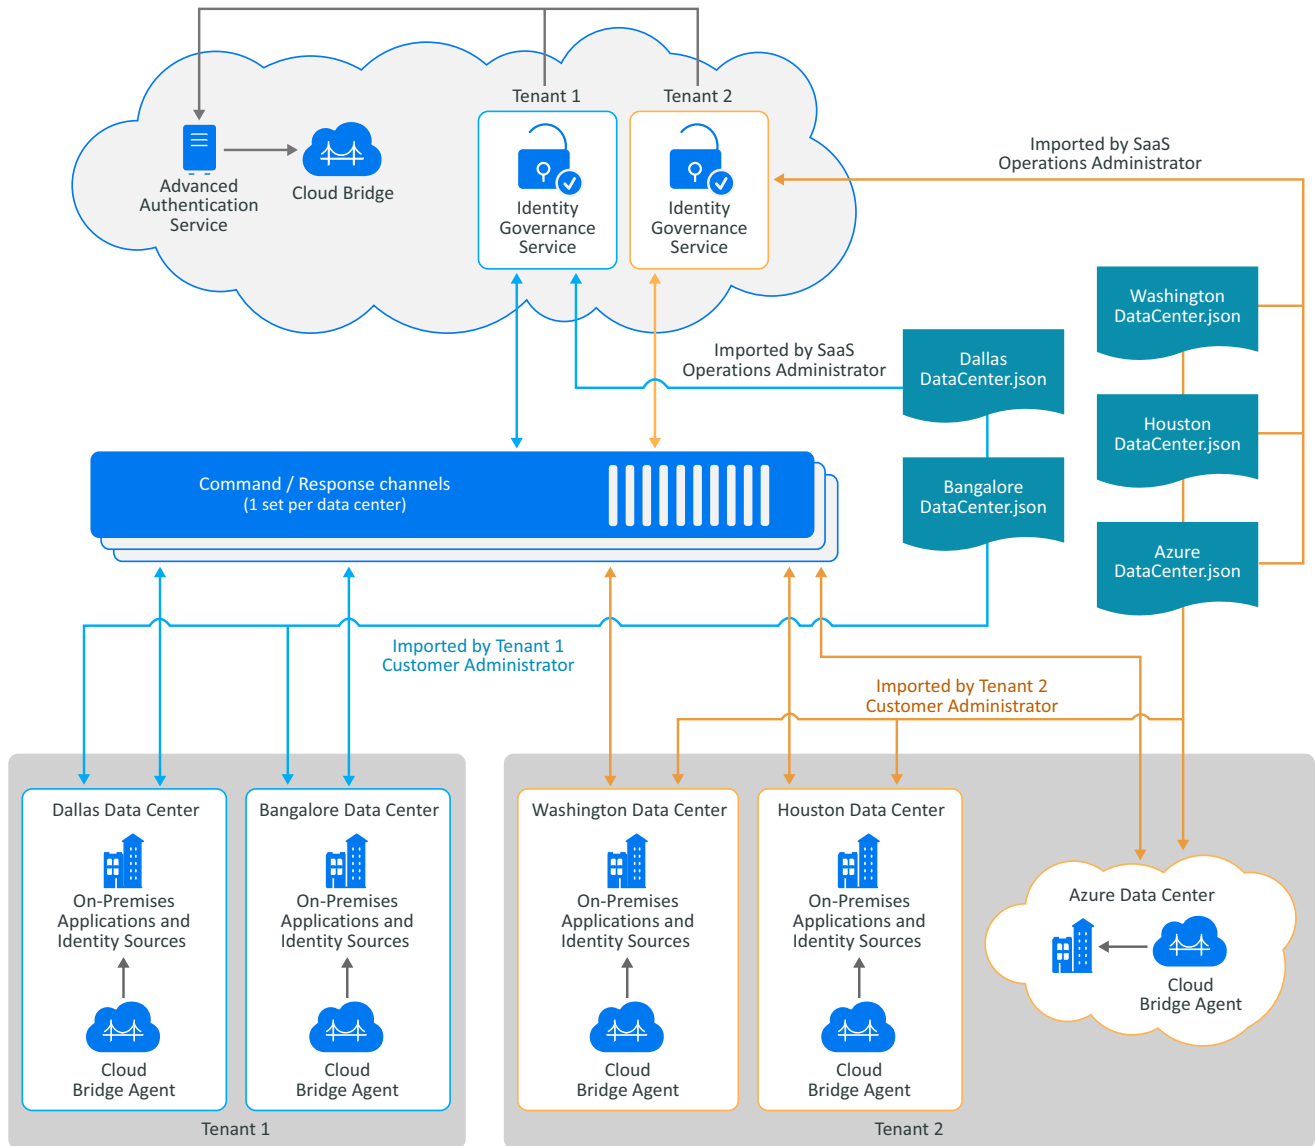 Tenant 1
Tenant 2
Advanced
Authentication
Service
Cloud Bridge
Identity
Governance
Service
Identity
Governance
Service
Imported by SaaS
Operations Administrator
Washington
DataCenter.json
Imported by SaaS
Operations Administrator
Dallas
DataCenter.json
Houston
DataCenter.json
Command / Response channels
(1 set per data center)
Bangalore
DataCenter.json
Azure
DataCenter.json
Imported by Tenant 1
Customer Administrator
Imported by Tenant 2
Customer Administrator
Dallas Data Center
On-Premises
Applications and
Identity Sources
Cloud
Bridge Agent
Bangalore Data Center
On-Premises
Applications and
Identity Sources
Cloud
Bridge Agent
Tenant 1
Washington Data Center
On-Premises
Applications and
Identity Sources
Cloud
Bridge Agent
Houston Data Center
On-Premises
Applications and
Identity Sources
Cloud
Bridge Agent
Azure Data Center
Cloud
Bridge Agent
Tenant 2